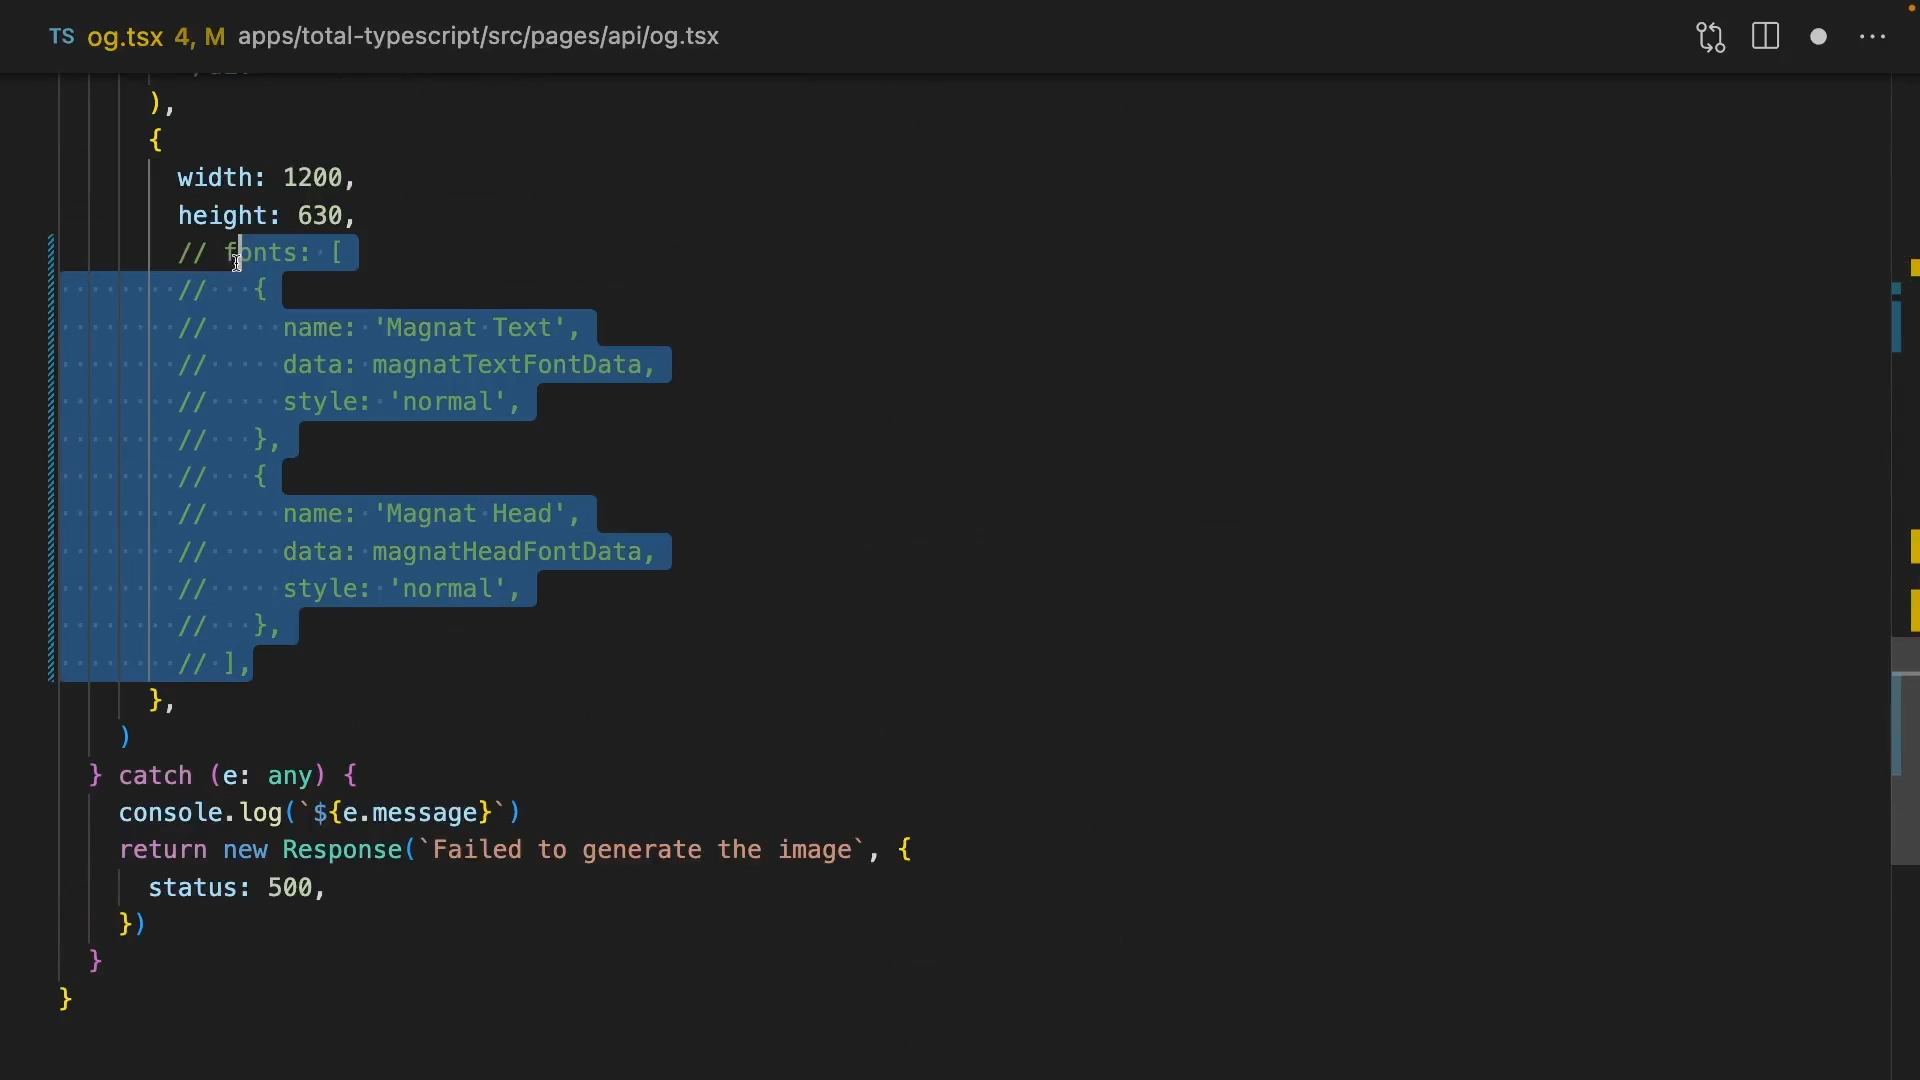 TS og.tsx 4, M apps/total-typescript/src/pages/api/og.tsx
),
{
width: 1200,
height: 630,
// fonts: [
//   {
//     name: 'Magnat Text',
//     data: magnatTextFontData,
//     style: 'normal',
//   },
//   {
//     name: 'Magnat Head',
//     data: magnatHeadFontData,
//     style: 'normal',
//   },
// ],
},
)
} catch (e: any) {
console.log(`${e.message}`)
return new Response(`Failed to generate the image`, {
status: 500,
})
}
}